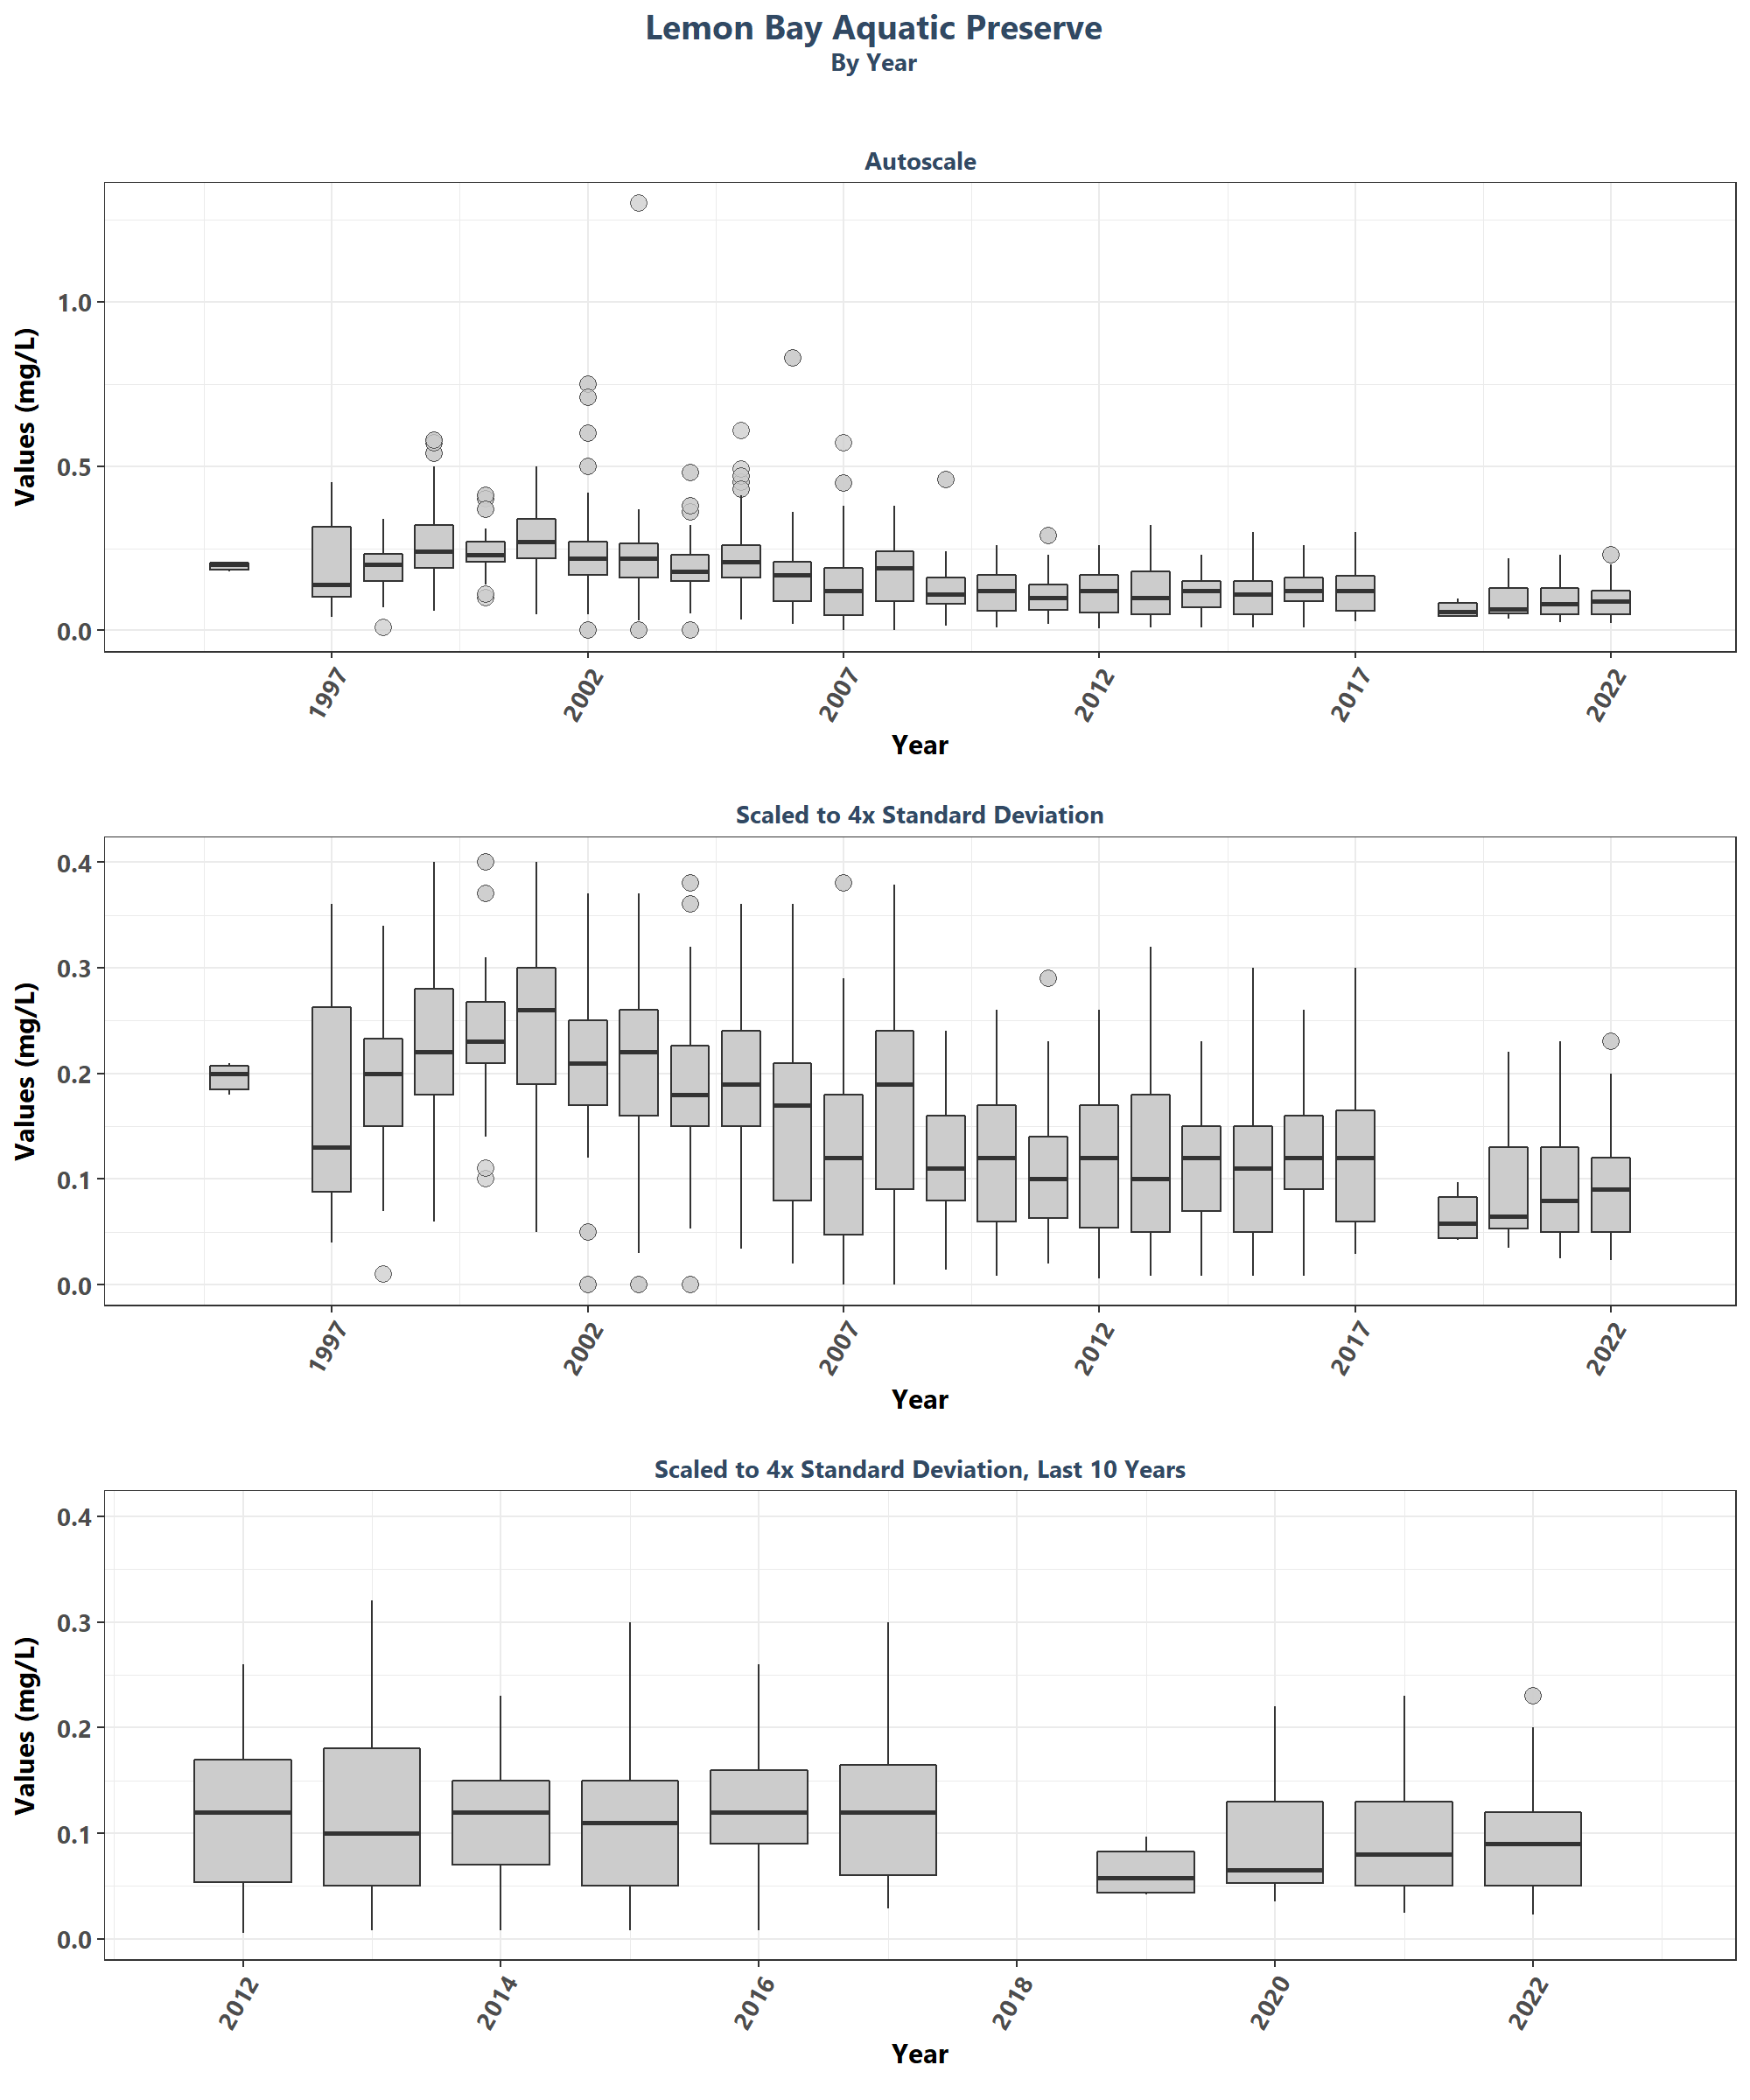 Lemon Bay Aquatic Preserve
By Year
Autoscale
Values (mg/L)
1.0
0.5
0.0
1997 2002 2007 2012 2017 2022
Year
Scaled to 4x Standard Deviation
Values (mg/L)
0.4
0.3
0.2
0.1
0.0
1997 2002 2007 2012 2017 2022
Year
Scaled to 4x Standard Deviation, Last 10 Years
Values (mg/L)
0.4
0.3
0.2
0.1
0.0
2012 2014 2016 2018 2020 2022
Year